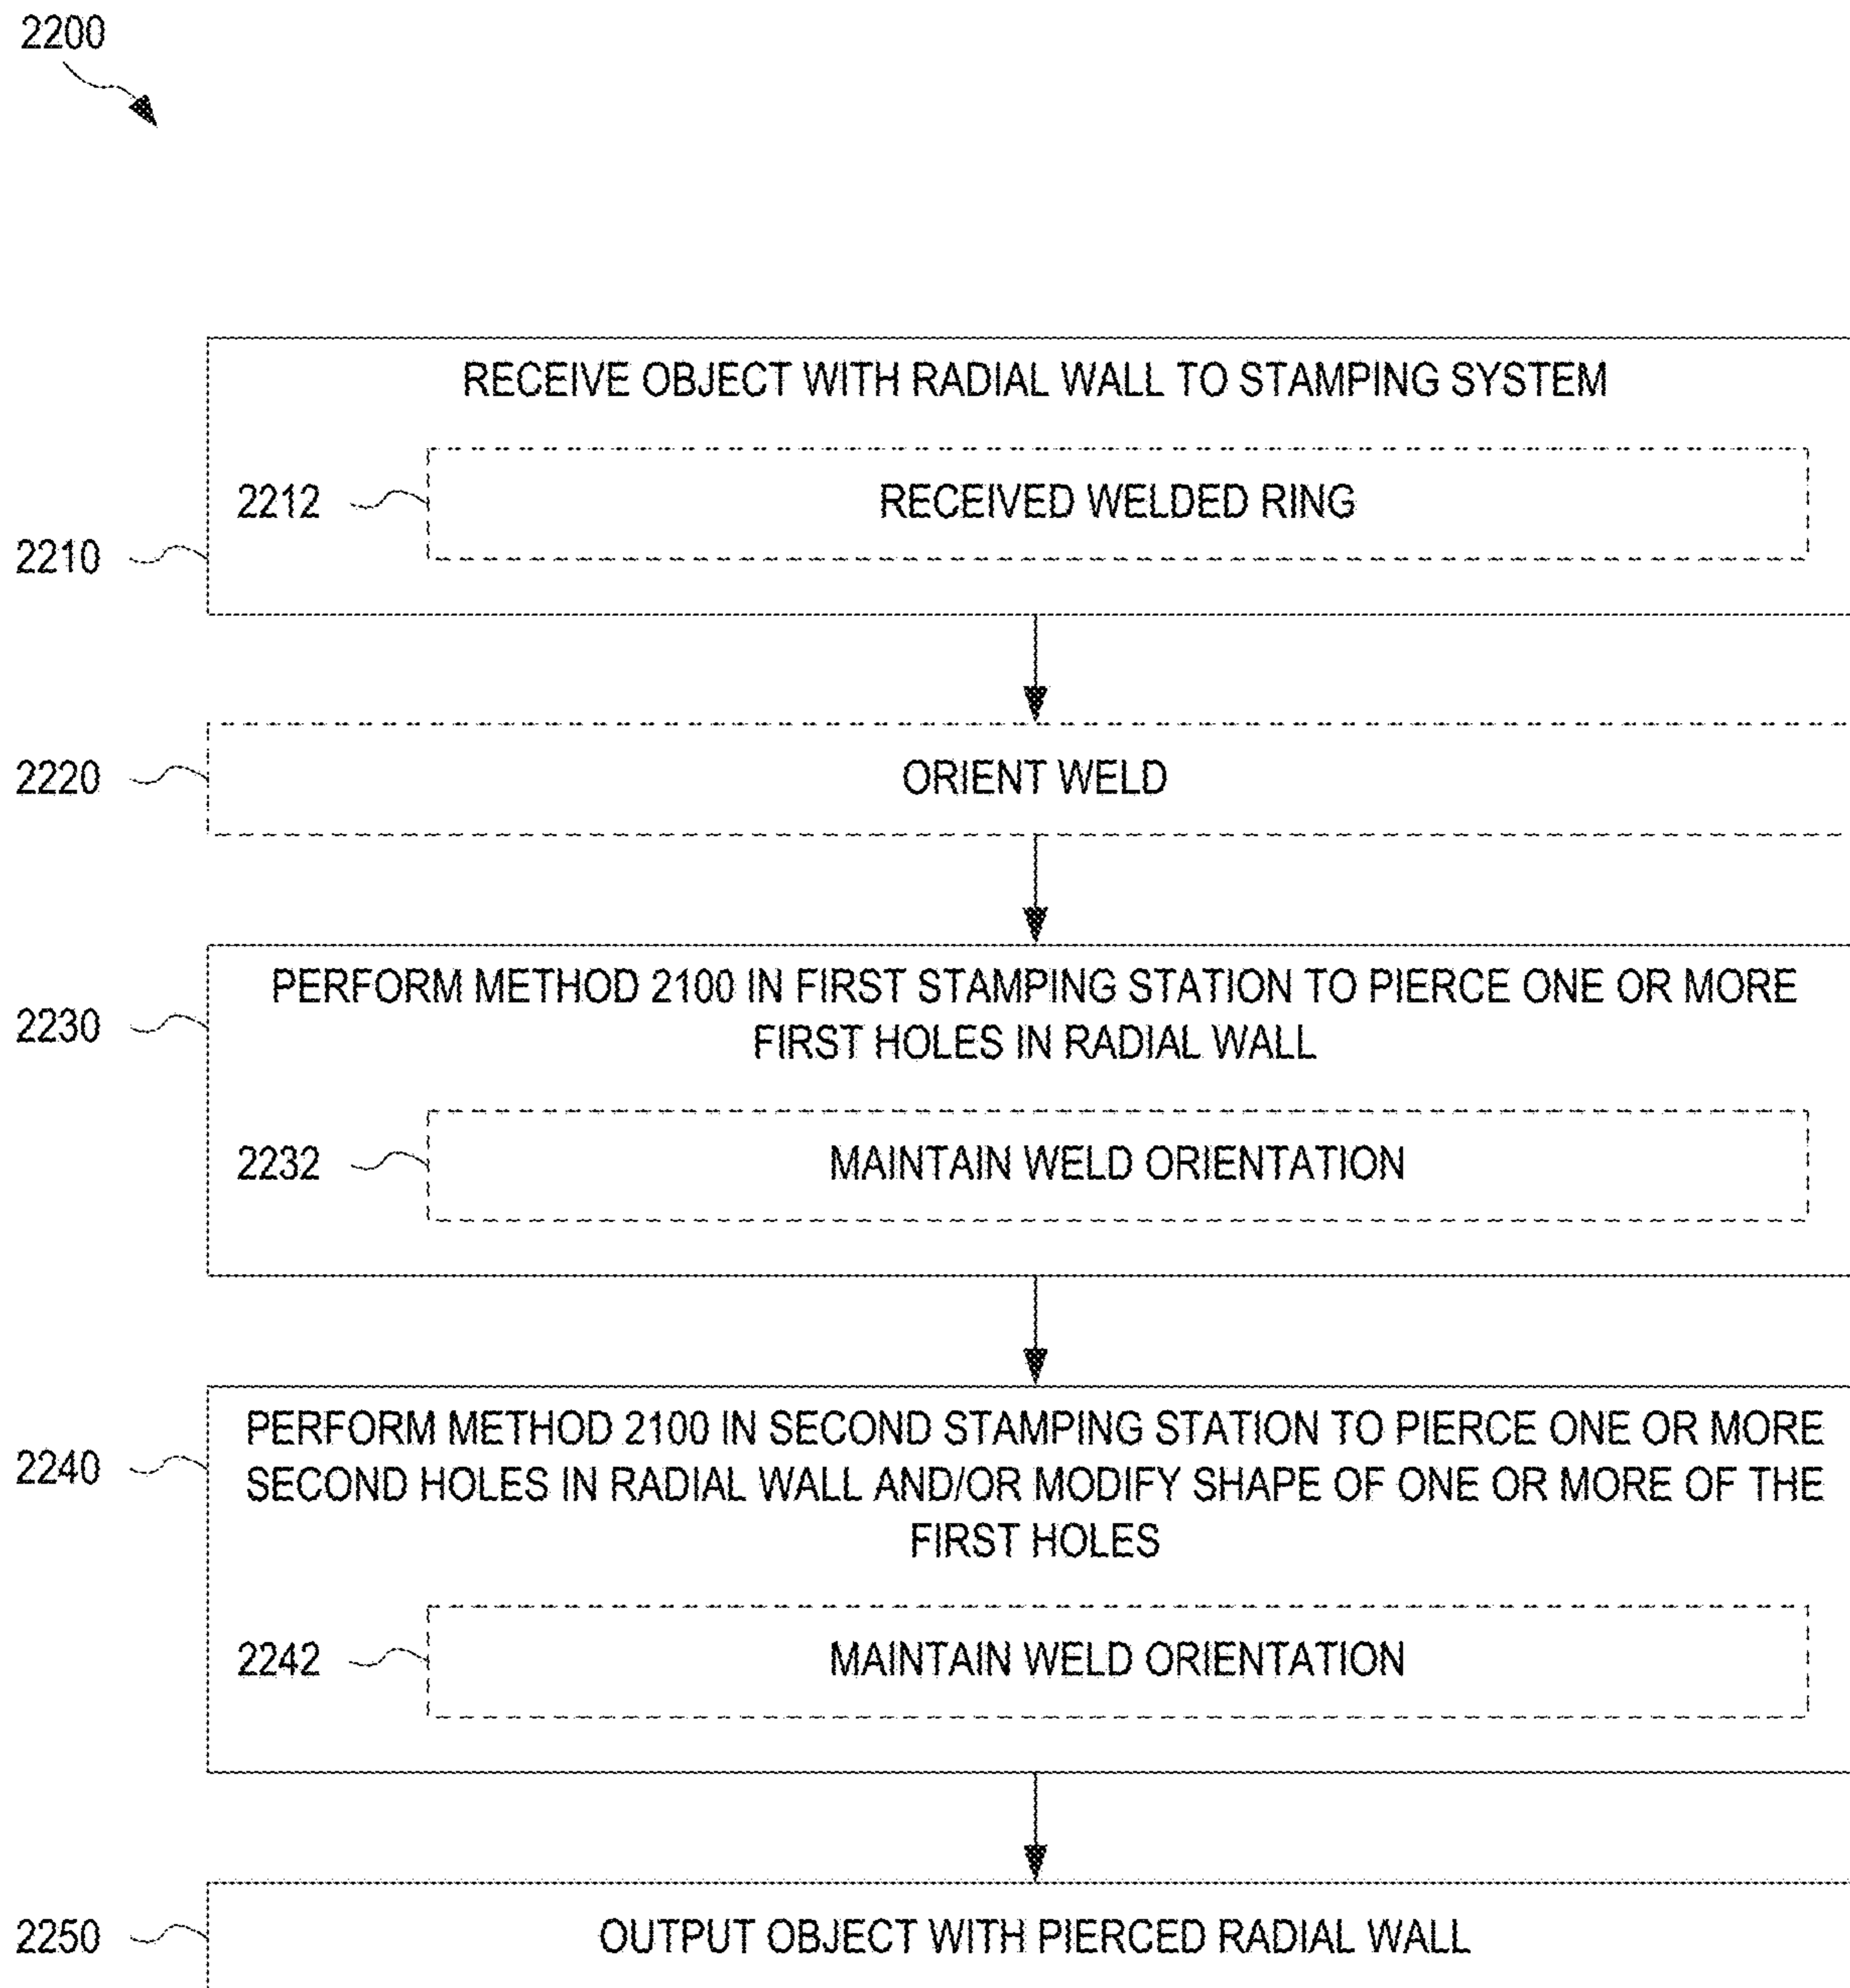 2200
RECEIVE OBJECT WITH RADIAL WALL TO STAMPING SYSTEM
2212
RECEIVED WELDED RING
2210
2220
ORIENT WELD
PERFORM METHOD 2100 IN FIRST STAMPING STATION TO PIERCE ONE OR MORE
2230
FIRST HOLES IN RADIAL WALL
2232
MAINTAIN WELD ORIENTATION
PERFORM METHOD 2100 IN SECOND STAMPING STATION TO PIERCE ONE OR MORE
2240
SECOND HOLES IN RADIAL WALL AND/OR MODIFY SHAPE OF ONE OR MORE OF THE
FIRST HOLES
2242
MAINTAIN WELD ORIENTATION
2250
OUTPUT OBJECT WITH PIERCED RADIAL WALL